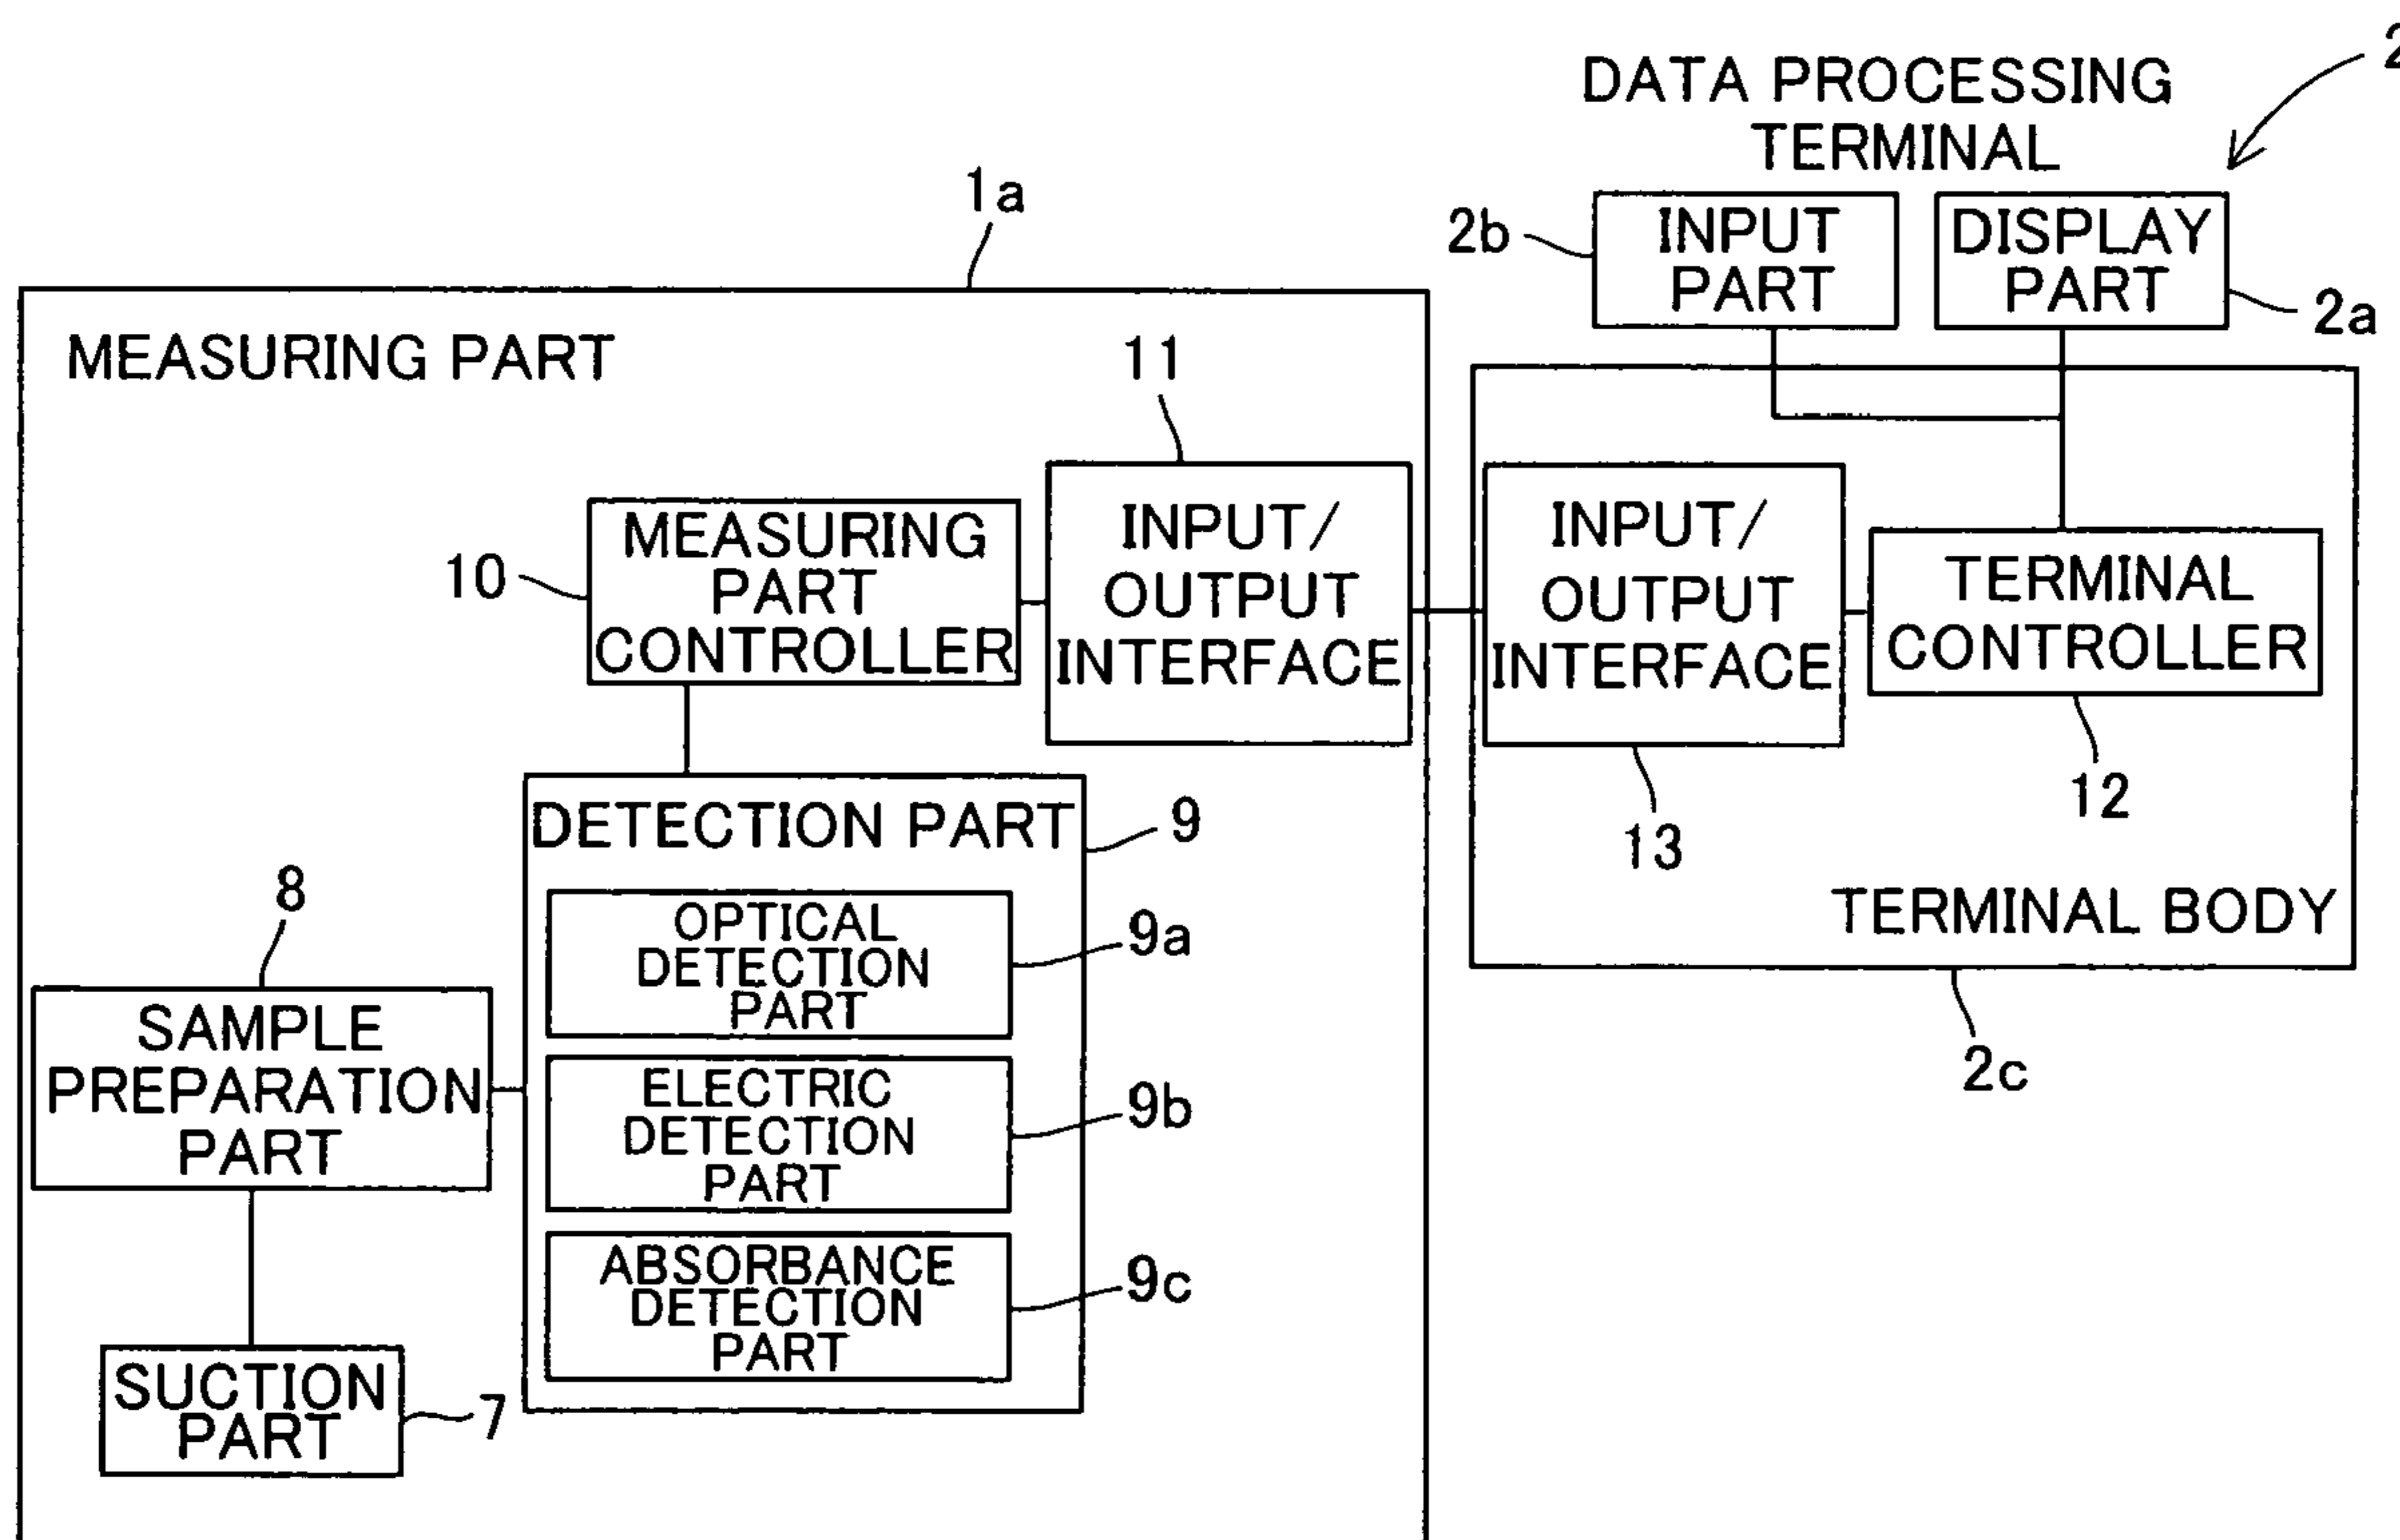 2
DATA PROCESSING
TERMINAL
1a
2b
INPUT
PART
DISPLAY
PART
2a
MEASURING PART
11
10
MEASURING
PART
CONTROLLER
INPUT/
OUTPUT
INTERFACE
INPUT/
OUTPUT
INTERFACE
TERMINAL
CONTROLLER
12
13
TERMINAL BODY
2c
DETECTION PART
9
8
OPTICAL
DETECTION
PART
9a
SAMPLE
PREPARATION
PART
ELECTRIC
DETECTION
PART
9b
ABSORBANCE
DETECTION
PART
9c
SUCTION
PART
7